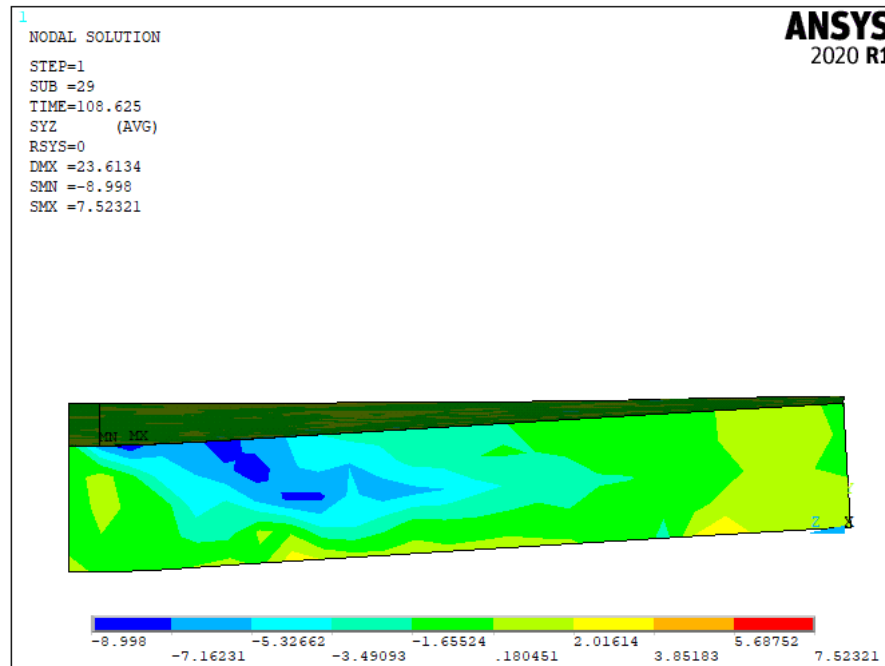 1
NODAL SOLUTION
STEP=1
SUB =29
TIME=108.625
SYZ (AVG)
RSYS=0
DMX =23.6134
SMN =-8.998
SMX =7.52321
ANSYS
2020 R1
MN MX
Y
Z X
-8.998 -5.32662 -1.65524 2.01614 5.68752
-7.16231 -3.49093 .180451 3.85183 7.52321